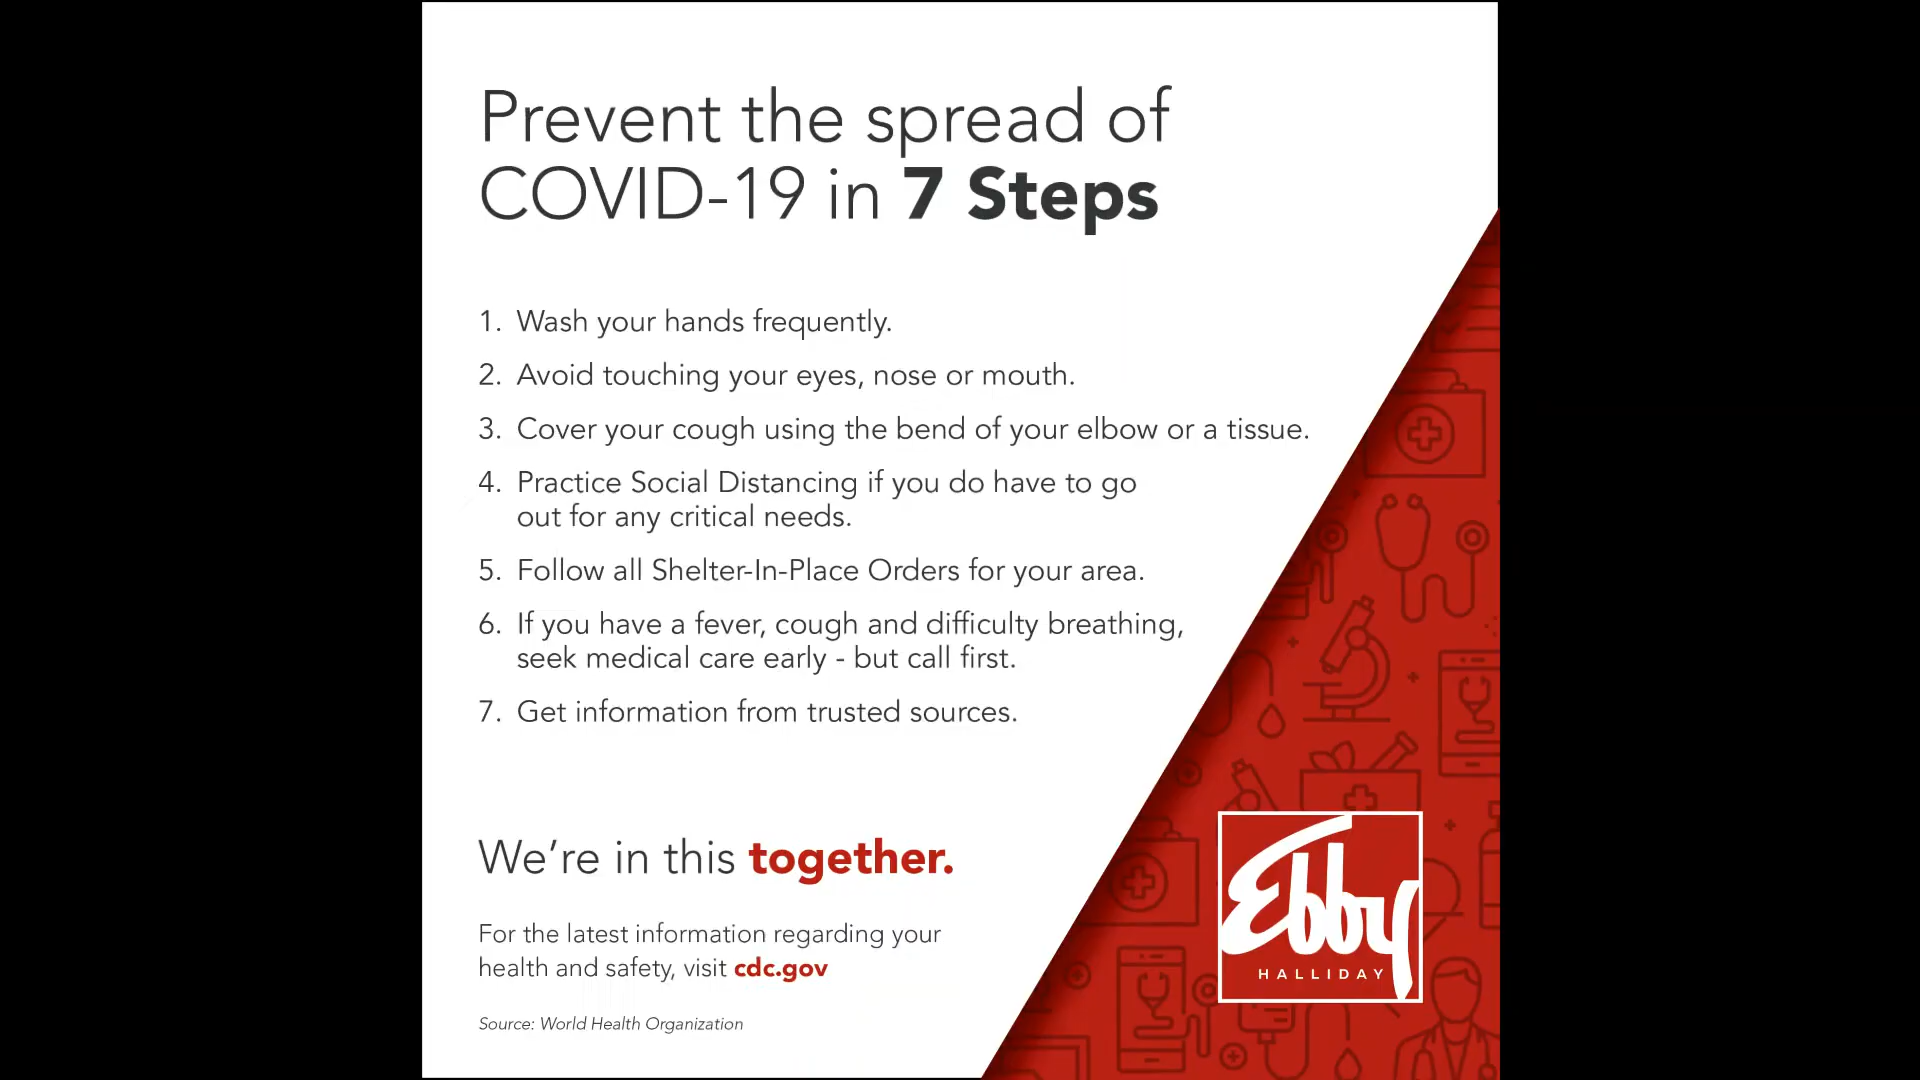 Prevent the spread of
COVID-19 in 7 Steps
1. Wash your hands frequently.
2. Avoid touching your eyes, nose or mouth.
3. Cover your cough using the bend of your elbow or a tissue.
4. Practice Social Distancing if you do have to go
out for any critical needs.
5. Follow all Shelter-In-Place Orders for your area.
6. If you have a fever, cough and difficulty breathing,
seek medical care early - but call first.
7. Get information from trusted sources.
We're in this together.
For the latest information regarding your
health and safety, visit cdc.gov
Source: World Health Organization
Ebby
HALLIDAY